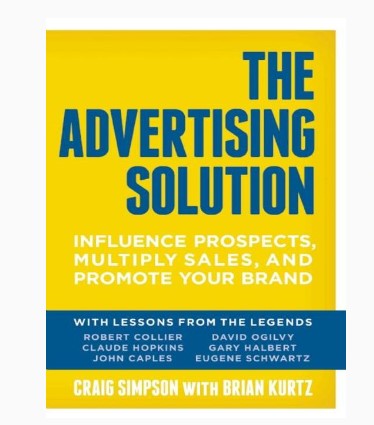 THE
ADVERTISING
SOLUTION
INFLUENCE PROSPECTS,
MULTIPLY SALES, AND
PROMOTE YOUR BRAND
WITH LESSONS FROM THE LEGENDS
ROBERT COLLIER DAVID OGILVY
CLAUDE HOPKINS GARY HALBERT
JOHN CAPLES EUGENE SCHWARTZ
CRAIG SIMPSON WITH BRIAN KURTZ